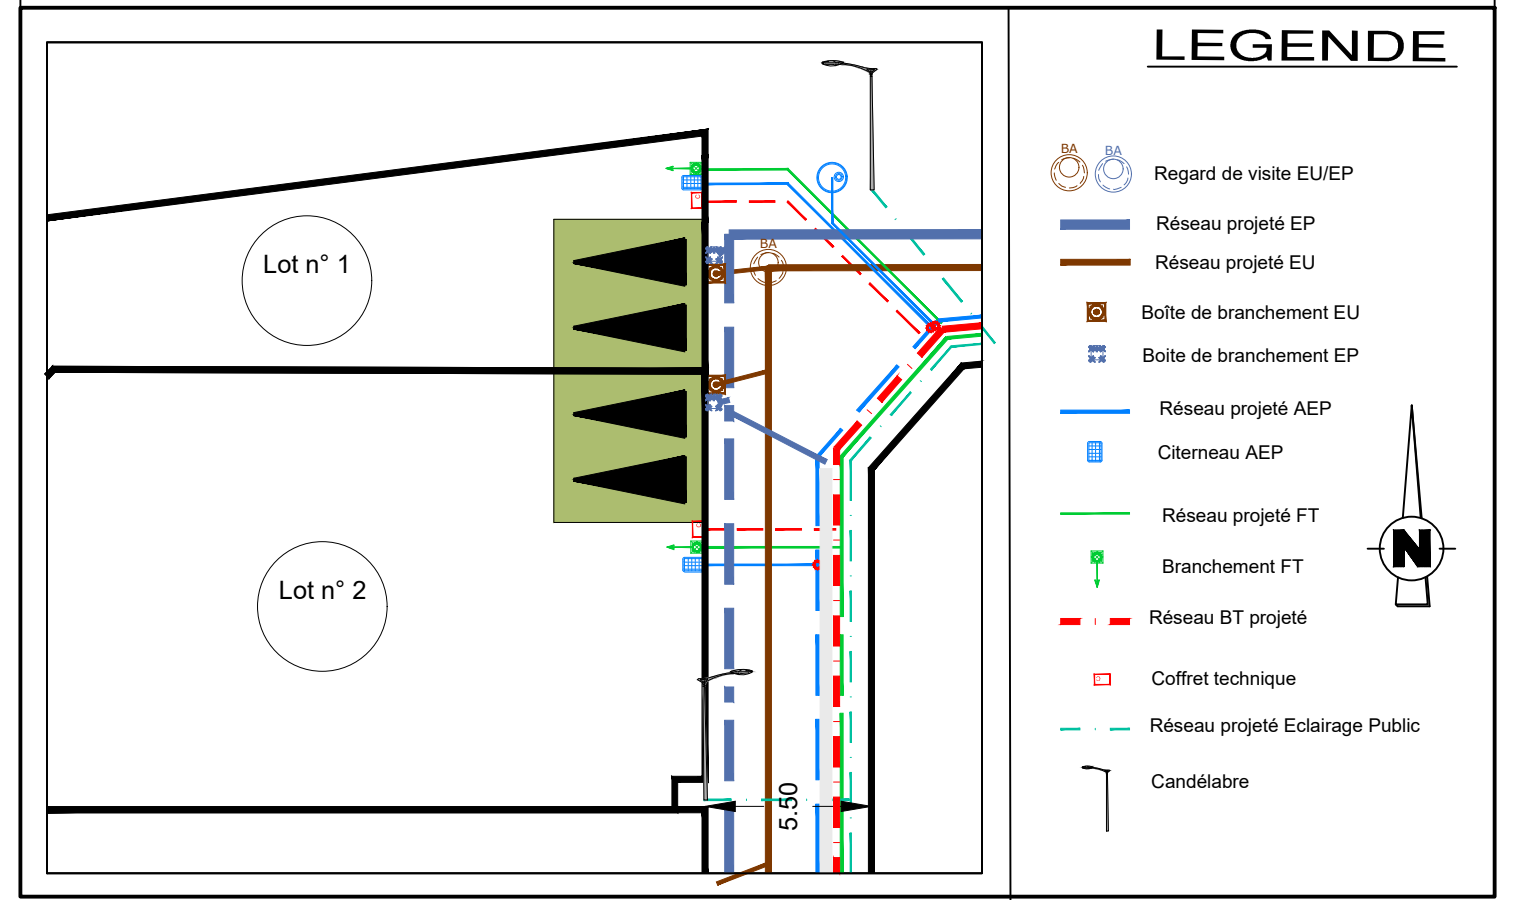 LEGENDE
BA
BA
Regard de visite EU/EP
Réseau projeté EP
Réseau projeté EU
C
Boîte de branchement EU
Boite de branchement EP
Réseau projeté AEP
Citerneau AEP
Réseau projeté FT
Branchement FT
Réseau BT projeté
Coffret technique
Réseau projeté Eclairage Public
Candélabre
N
Lot n° 1
BA
C
C
Lot n° 2
5.50